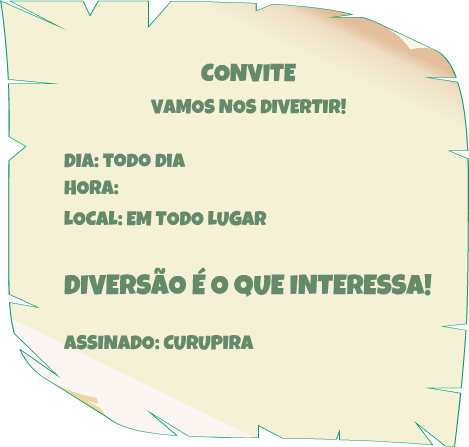 CONVITE
VAMOS NOS DIVERTIR!
DIA: TODO DIA
HORA:
LOCAL: EM TODO LUGAR
DIVERSÃO É O QUE INTERESSA!
ASSINADO: CURUPIRA